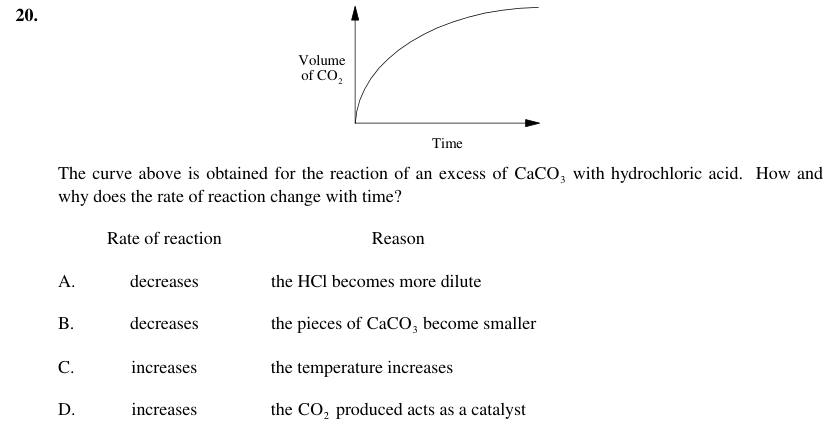 20.
Volume
of CO₂
Time
The curve above is obtained for the reaction of an excess of CaCO₃ with hydrochloric acid. How and
why does the rate of reaction change with time?
Rate of reaction Reason
A. decreases the HCl becomes more dilute
B. decreases the pieces of CaCO₃ become smaller
C. increases the temperature increases
D. increases the CO₂ produced acts as a catalyst